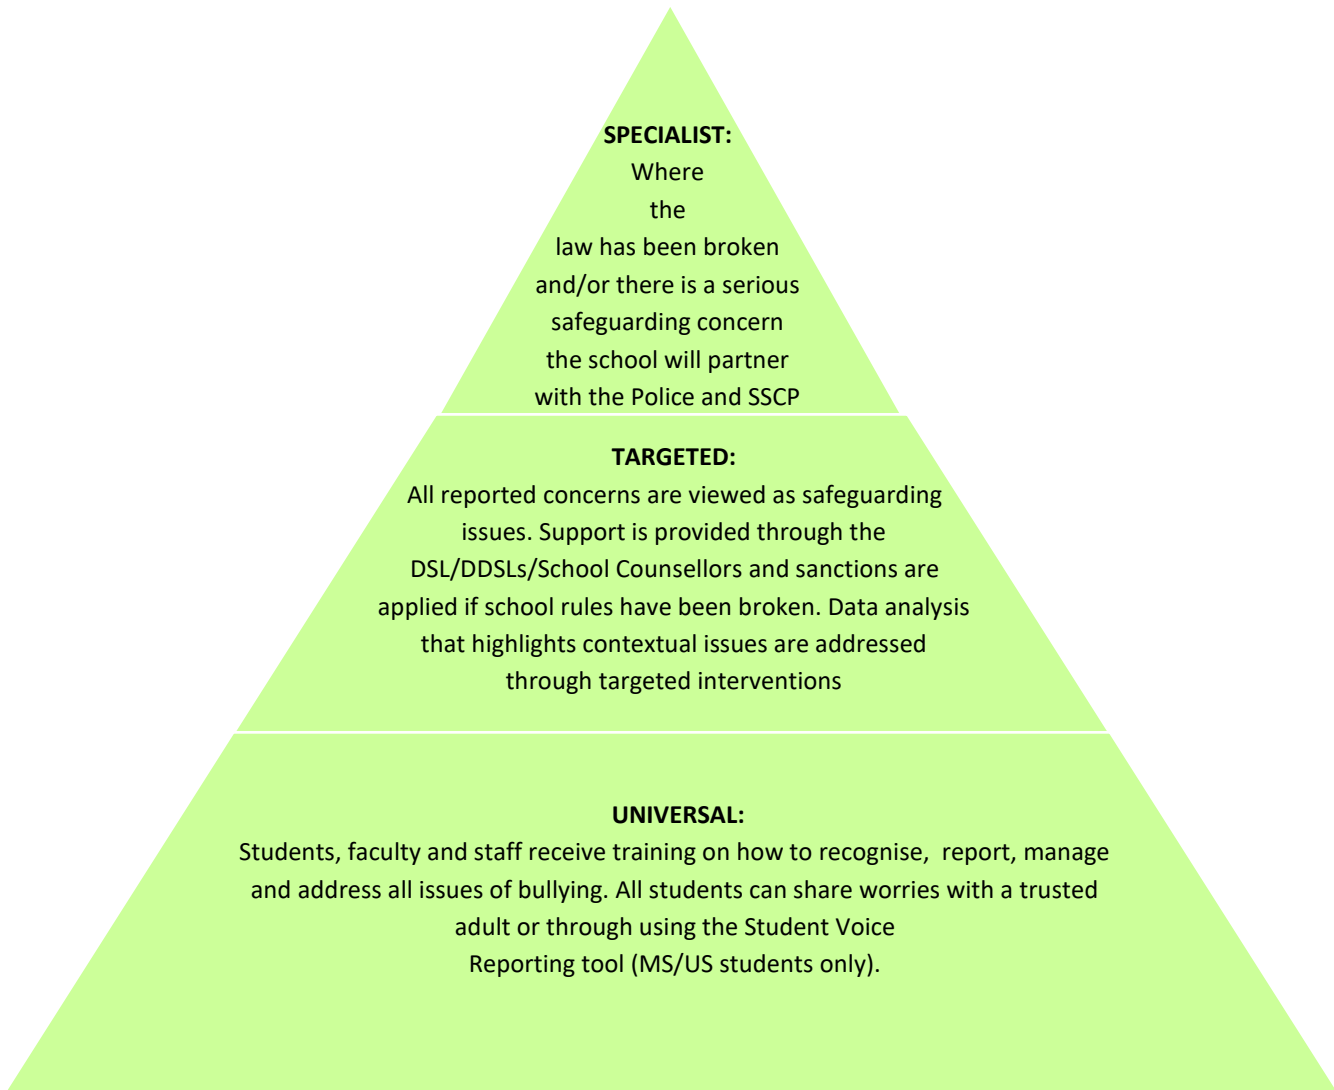 SPECIALIST:
Where
the
law has been broken
and/or there is a serious
safeguarding concern
the school will partner
with the Police and SSCP
TARGETED:
All reported concerns are viewed as safeguarding
issues. Support is provided through the
DSL/DDSLs/School Counsellors and sanctions are
applied if school rules have been broken. Data analysis
that highlights contextual issues are addressed
through targeted interventions
UNIVERSAL:
Students, faculty and staff receive training on how to recognise,  report, manage
and address all issues of bullying. All students can share worries with a trusted
adult or through using the Student Voice
Reporting tool (MS/US students only).